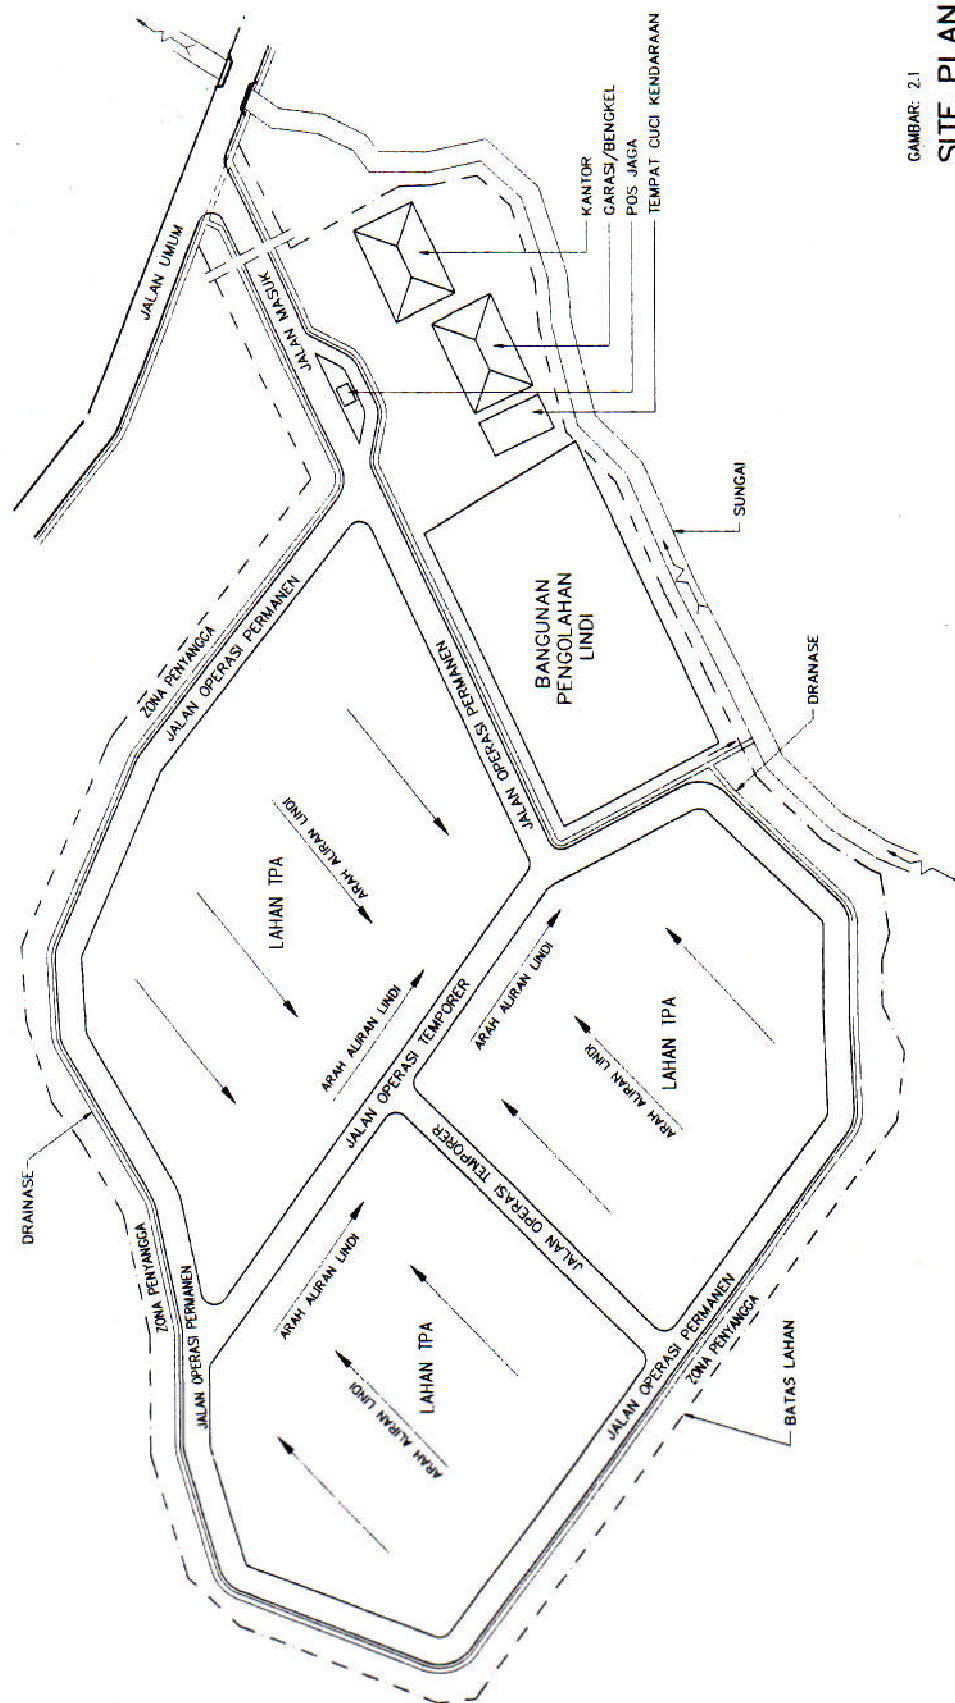 GAMBAR: 2.1
SITE PLAN
JALAN UMUM
JALAN MASUK
KANTOR
GARASI/BENGKEL
POS JAGA
TEMPAT CUCI KENDARAAN
SUNGAI
ZONA PENYANGGA
JALAN OPERASI PERMANEN
JALAN OPERASI PERMANEN
BANGUNAN
PENGOLAHAN
LINDI
DRANASE
ARAH ALIRAN LINDI
LAHAN TPA
ARAH ALIRAN LINDI
JALAN OPERASI TEMPORER
ARAH ALIRAN LINDI
LAHAN TPA
ARAH ALIRAN LINDI
JALAN OPERASI TEMPORER
DRAINASE
ZONA PENYANGGA
JALAN OPERASI PERMANEN
ARAH ALIRAN LINDI
LAHAN TPA
ARAH ALIRAN LINDI
JALAN OPERASI PERMANEN
ZONA PENYANGGA
BATAS LAHAN